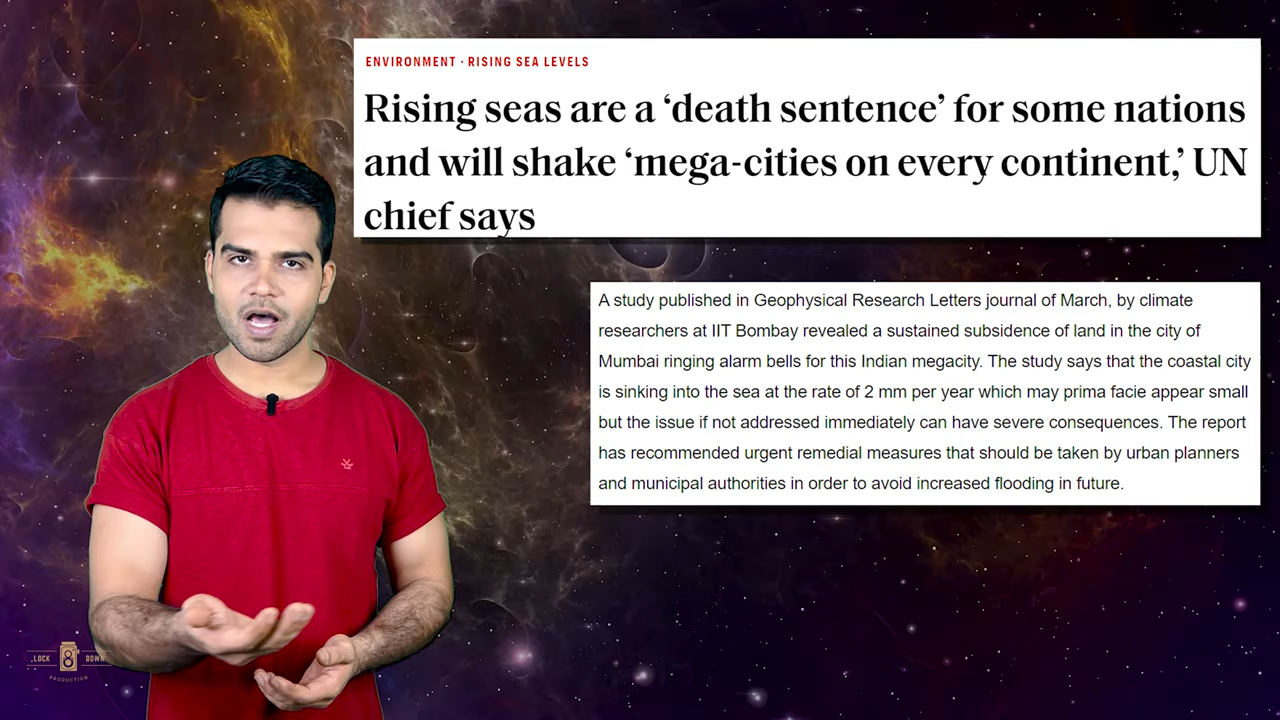 ENVIRONMENT · RISING SEA LEVELS
Rising seas are a ‘death sentence’ for some nations
and will shake ‘mega-cities on every continent,’ UN
chief says
A study published in Geophysical Research Letters journal of March, by climate
researchers at IIT Bombay revealed a sustained subsidence of land in the city of
Mumbai ringing alarm bells for this Indian megacity. The study says that the coastal city
is sinking into the sea at the rate of 2 mm per year which may prima facie appear small
but the issue if not addressed immediately can have severe consequences. The report
has recommended urgent remedial measures that should be taken by urban planners
and municipal authorities in order to avoid increased flooding in future.
LOCK 8 DOWN
PRODUCTION